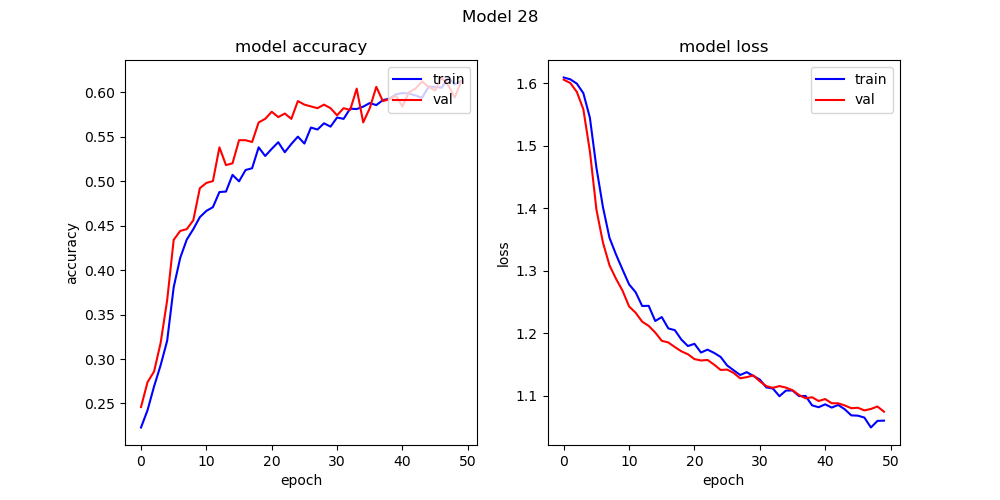 Model 28
model accuracy
train
val
0.60
0.55
0.50
0.45
0.40
0.35
0.30
0.25
accuracy
0 10 20 30 40 50
epoch
model loss
train
val
1.6
1.5
1.4
1.3
1.2
1.1
loss
0 10 20 30 40 50
epoch